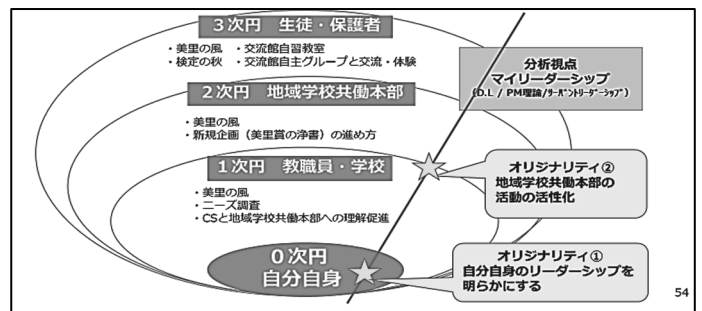 ３次円 生徒・保護者
・美里の風 ・交流館自習教室
・検定の秋 ・交流館自主グループと交流・体験
分析視点
マイリーダーシップ
(D.L / PM理論/サーバントリーダーシップ)
２次円 地域学校共働本部
・美里の風
・新規企画（美里賞の浄書）の進め方
１次円 教職員・学校
・美里の風
・ニーズ調査
・CSと地域学校共働本部への理解促進
オリジナリティ②
地域学校共働本部の
活動の活性化
０次円
自分自身
オリジナリティ①
自分自身のリーダーシップを
明らかにする
54